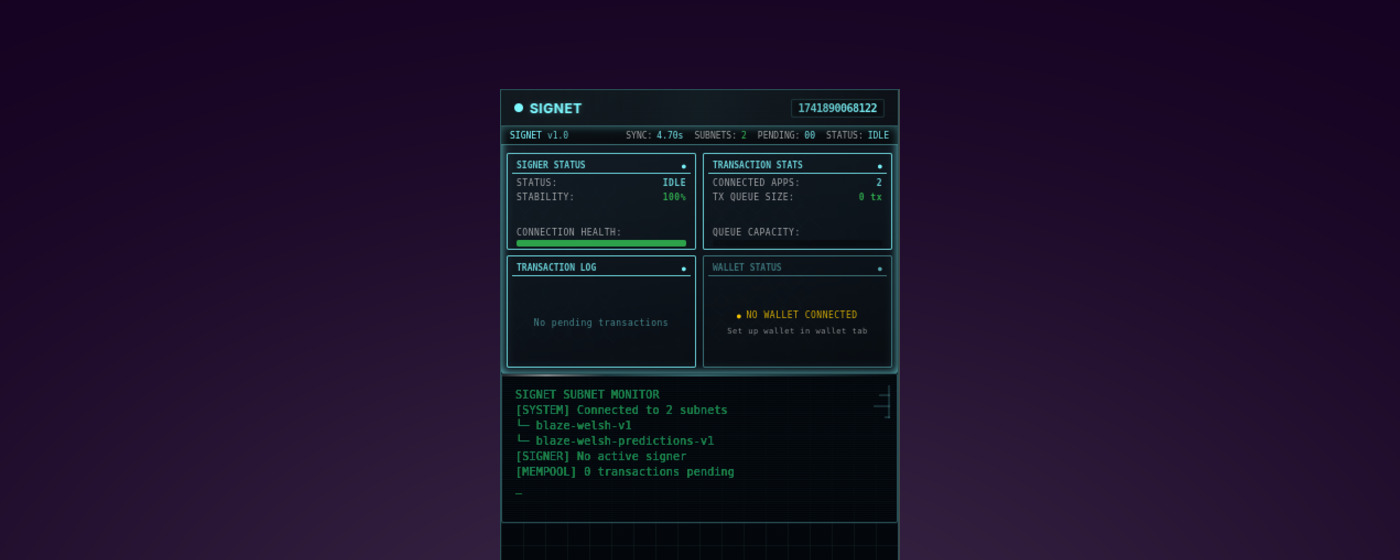 SIGNET
1741890068122
SIGNET v1.0 SYNC: 4.70s SUBNETS: 2 PENDING: 00 STATUS: IDLE
SIGNER STATUS
STATUS: IDLE
STABILITY: 100%
CONNECTION HEALTH:
TRANSACTION STATS
CONNECTED APPS: 2
TX QUEUE SIZE: 0 tx
QUEUE CAPACITY:
TRANSACTION LOG
No pending transactions
WALLET STATUS
NO WALLET CONNECTED
Set up wallet in wallet tab
SIGNET SUBNET MONITOR
[SYSTEM] Connected to 2 subnets
└─ blaze-welsh-v1
└─ blaze-welsh-predictions-v1
[SIGNER] No active signer
[MEMPOOL] 0 transactions pending
_